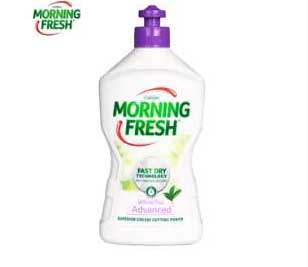 MORNING
FRESH
MORNING
FRESH
FAST DRY
TECHNOLOGY
White Tea
Advanced
SUPERIOR GREASE CUTTING POWER